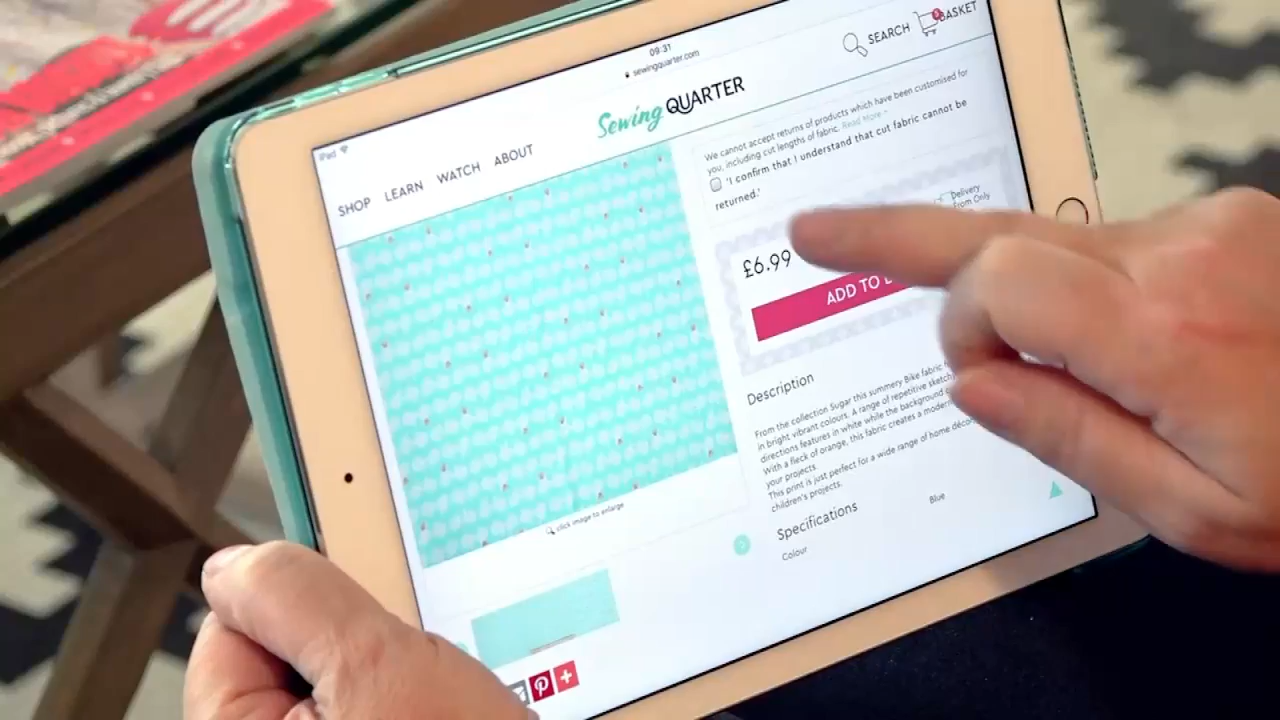 iPad
09:31
sewingquarter.com
Sewing QUARTER
SEARCH
BASKET
SHOP LEARN WATCH ABOUT
We cannot accept returns of products which have been customised for
you, including cut lengths of fabric. Read More
'I confirm that I understand that cut fabric cannot be
returned.'
£6.99
Delivery
From Only
ADD TO
click image to enlarge
Description
From the collection Sugar this summery Bike fabric
in bright vibrant colours. A range of repetitive
directions features in white while the background
With a fleck of orange, this fabric creates a modern
your projects.
This print is just perfect for a wide range of home
children's projects.
Specifications
Colour Blue